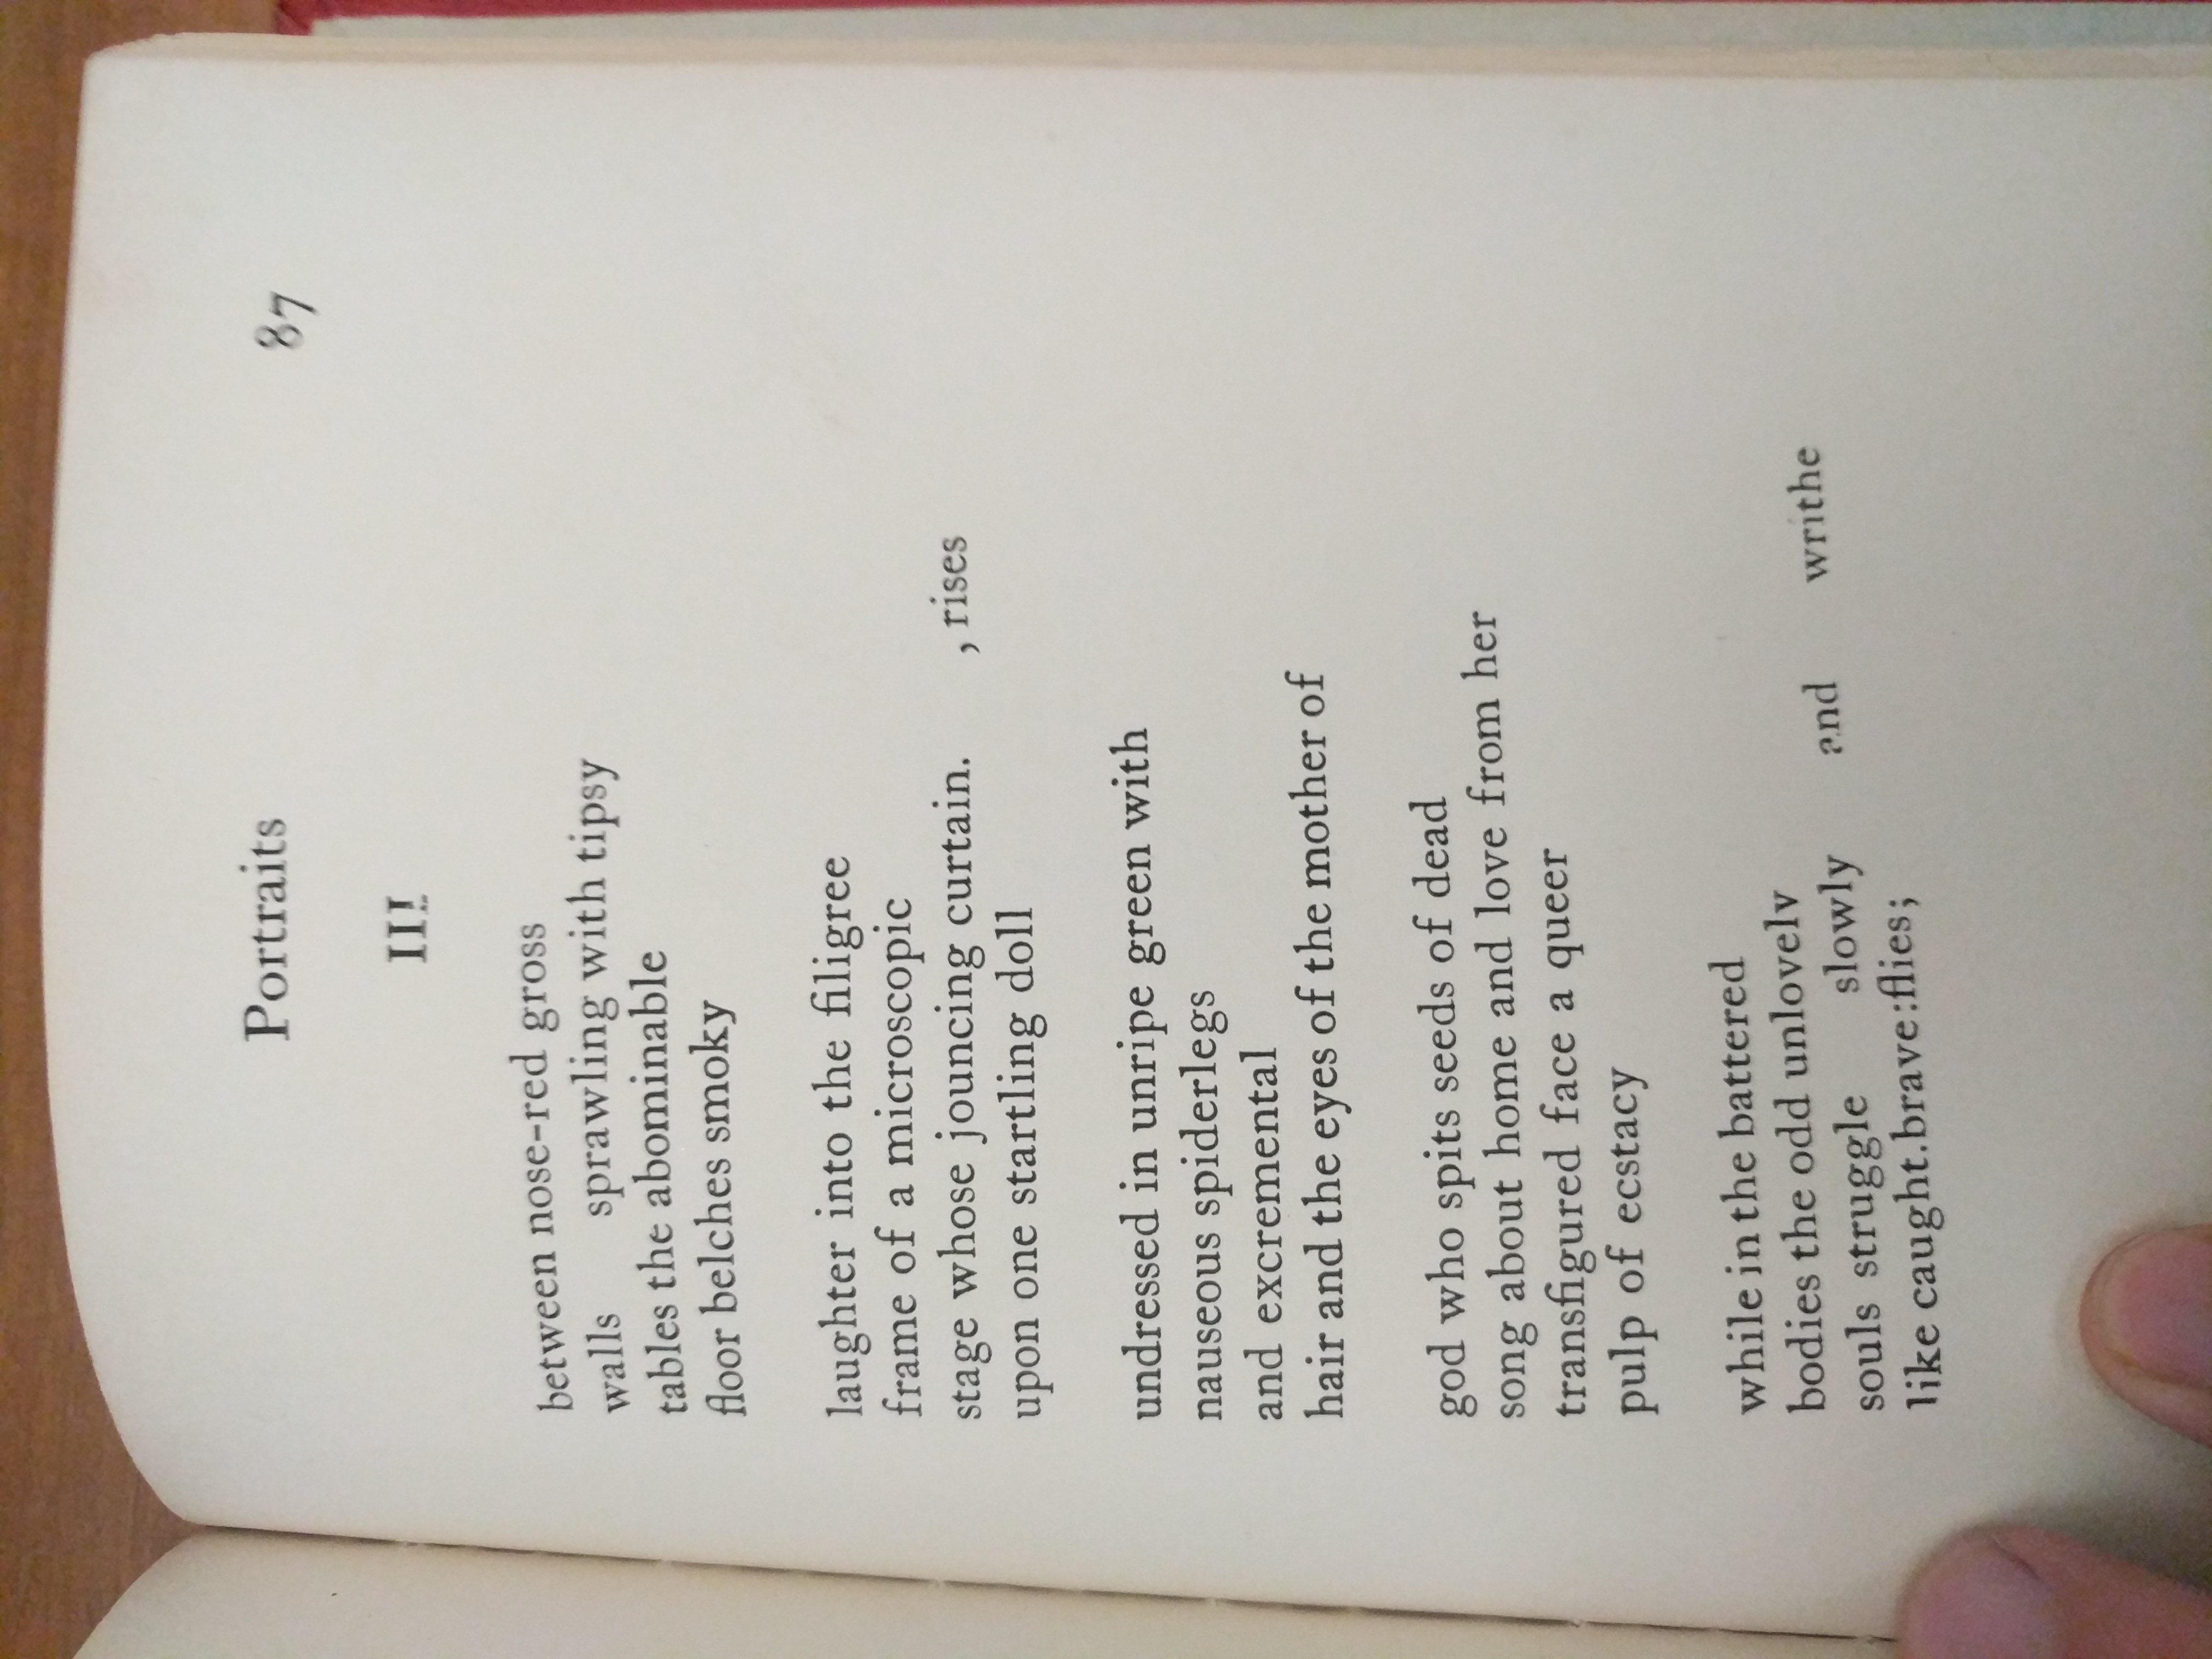 Portraits 87
III
between nose-red gross
walls sprawling with tipsy
tables the abominable
floor belches smoky
laughter into the filigree
frame of a microscopic
stage whose jouncing curtain. , rises
upon one startling doll
undressed in unripe green with
nauseous spiderlegs
and excremental
hair and the eyes of the mother of
god who spits seeds of dead
song about home and love from her
transfigured face a queer
pulp of ecstacy
while in the battered
bodies the odd unlovely
souls struggle slowly and writhe
like caught.brave:flies;